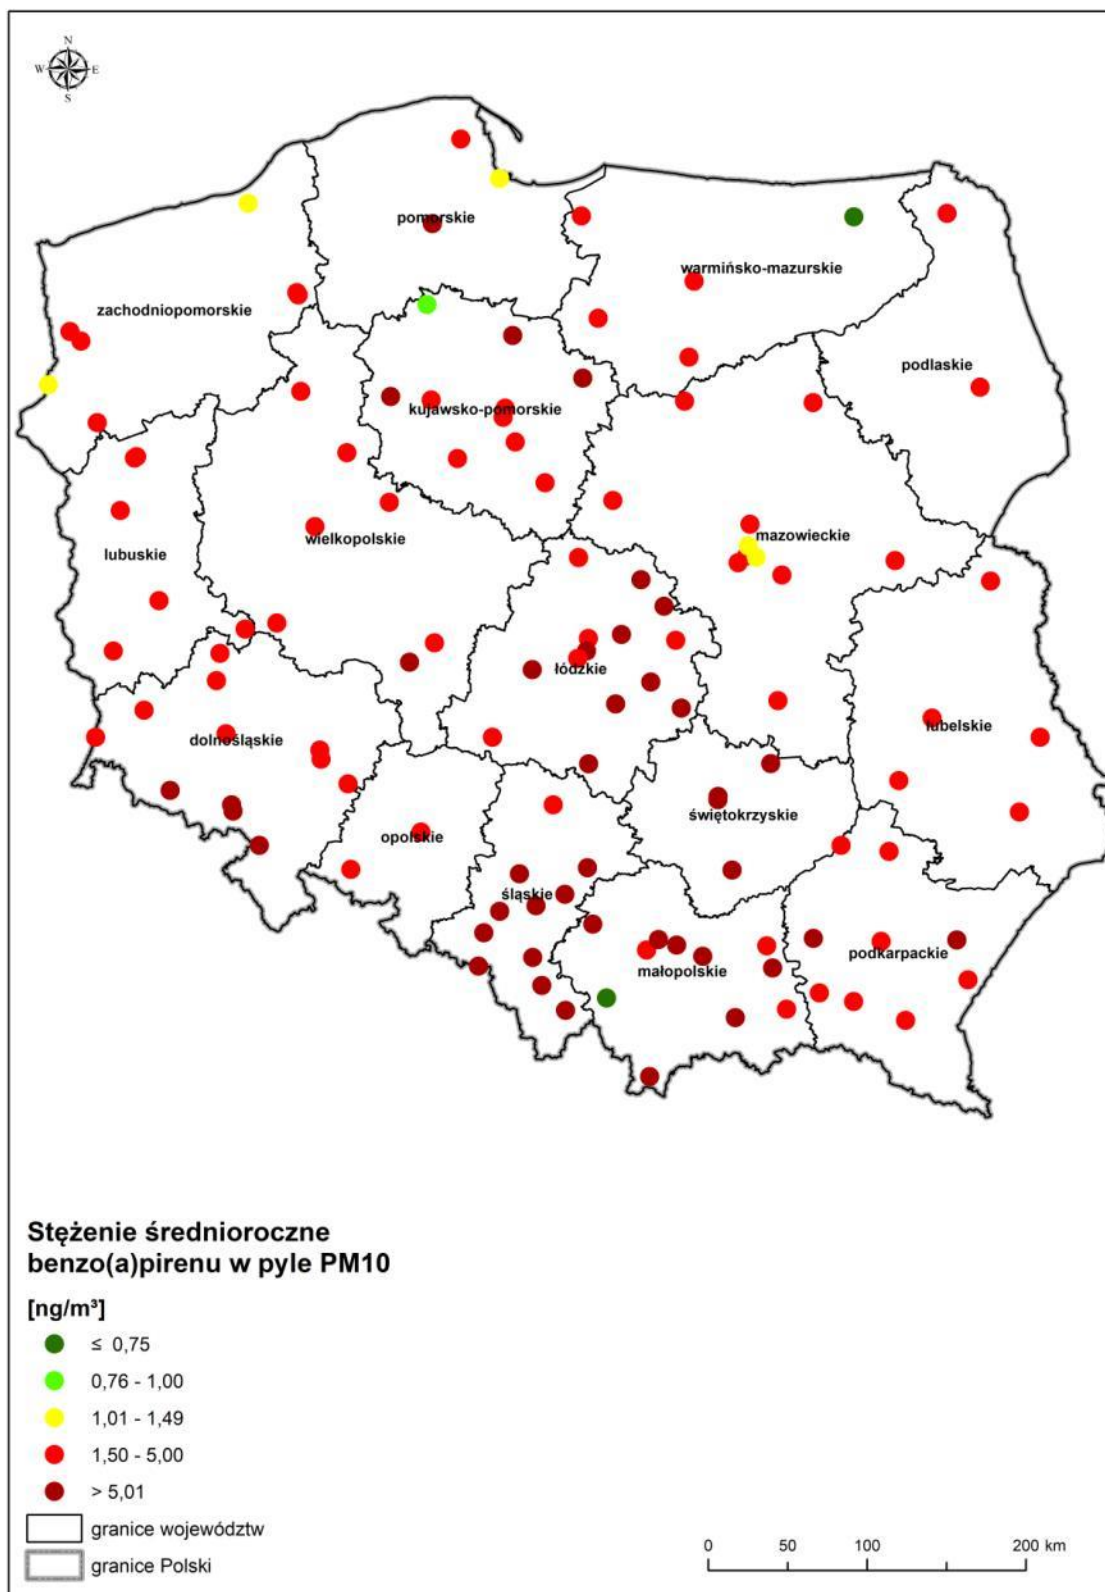 N
W E
S
pomorskie
warmińsko-mazurskie
zachodniopomorskie
podlaskie
kujawsko-pomorskie
mazowieckie
wielkopolskie
lubuskie
łódzkie
lubelskie
dolnośląskie
świętokrzyskie
opolskie
śląskie
podkarpackie
małopolskie
Stężenie średnioroczne
benzo(a)pirenu w pyle PM10
[ng/m³]
≤ 0,75
0,76 - 1,00
1,01 - 1,49
1,50 - 5,00
> 5,01
granice województw
granice Polski
0 50 100 200 km